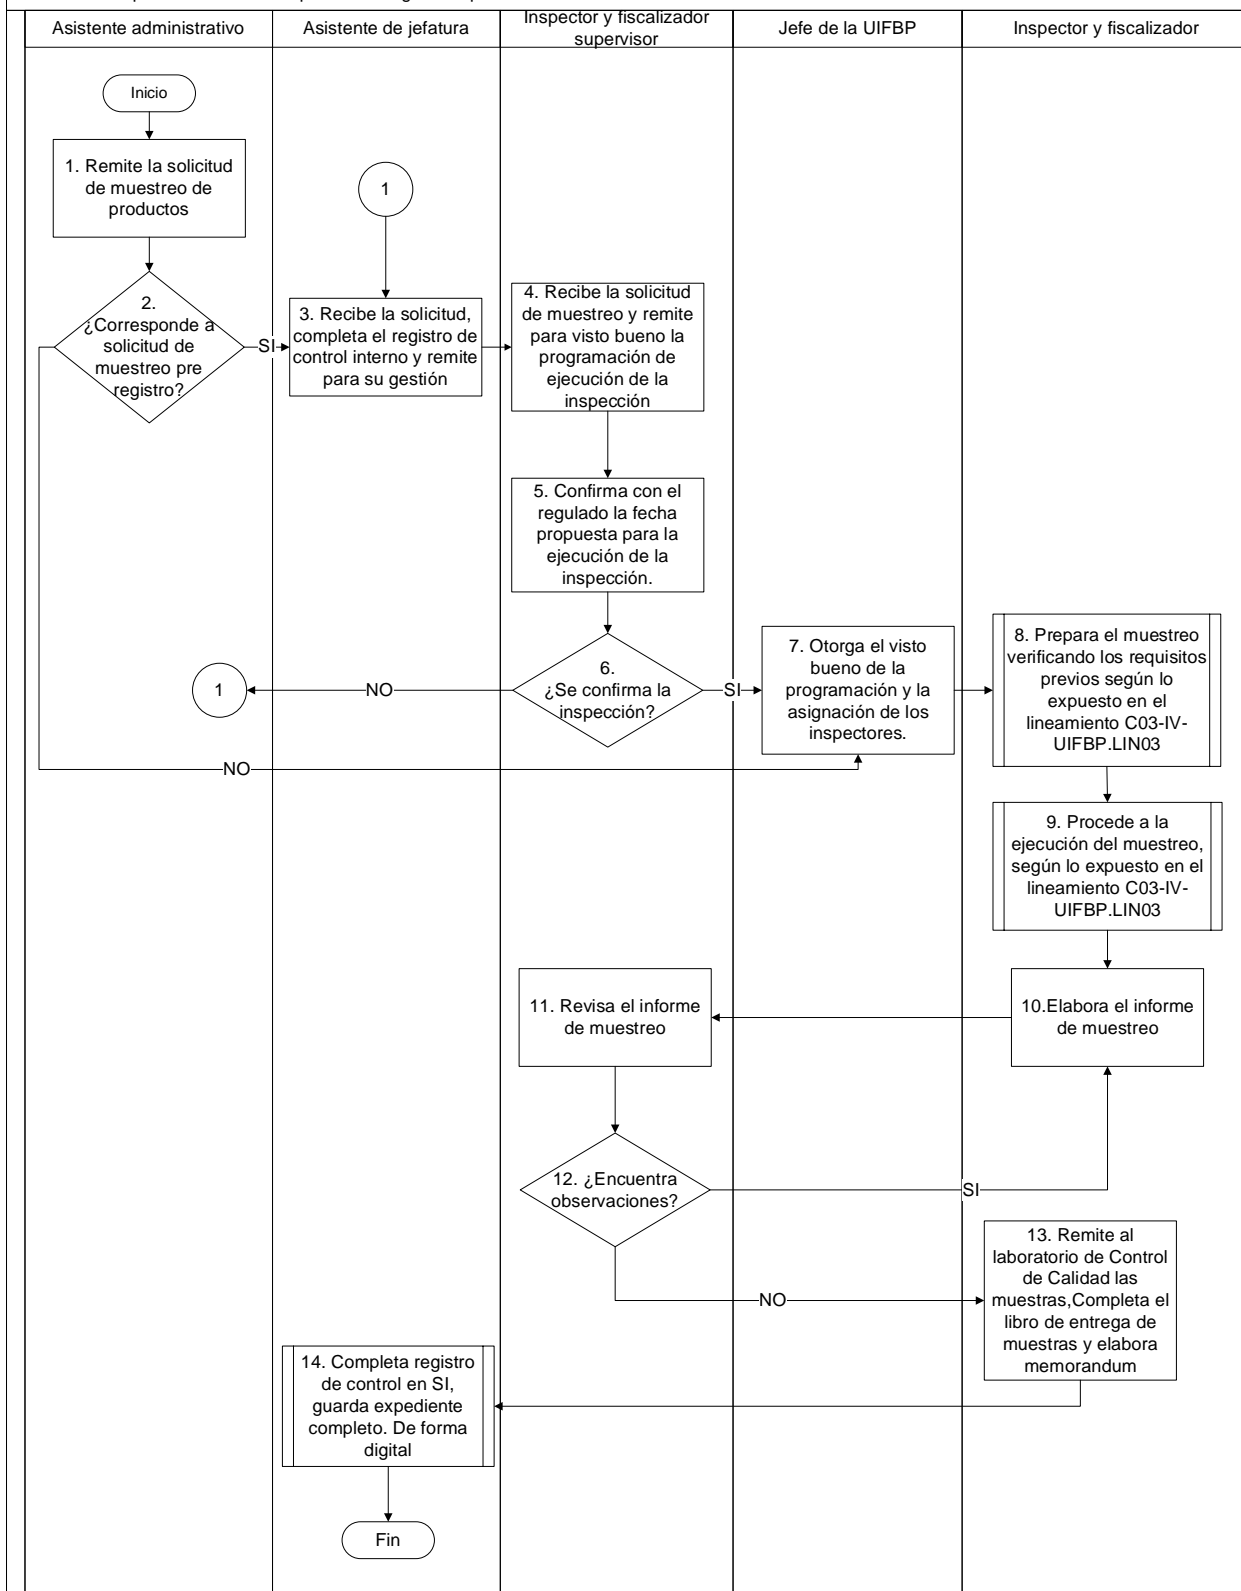 Asistente administrativo
Asistente de jefatura
Inspector y fiscalizador
supervisor
Jefe de la UIFBP
Inspector y fiscalizador
Inicio
1. Remite la solicitud
de muestreo de
productos
1
2.
¿Corresponde a
solicitud de
muestreo pre
registro?
SI
3. Recibe la solicitud,
completa el registro de
control interno y remite
para su gestión
4. Recibe la solicitud
de muestreo y remite
para visto bueno la
programación de
ejecución de la
inspección
5. Confirma con el
regulado la fecha
propuesta para la
ejecución de la
inspección.
6.
¿Se confirma la
inspección?
NO
1
SI
7. Otorga el visto
bueno de la
programación y la
asignación de los
inspectores.
NO
8. Prepara el muestreo
verificando los requisitos
previos según lo
expuesto en el
lineamiento C03-IV-
UIFBP.LIN03
9. Procede a la
ejecución del muestreo,
según lo expuesto en el
lineamiento C03-IV-
UIFBP.LIN03
10.Elabora el informe
de muestreo
11. Revisa el informe
de muestreo
12. ¿Encuentra
observaciones?
SI
NO
13. Remite al
laboratorio de Control
de Calidad las
muestras,Completa el
libro de entrega de
muestras y elabora
memorandum
14. Completa registro
de control en SI,
guarda expediente
completo. De forma
digital
Fin